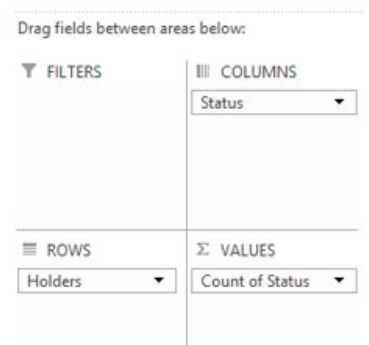 Drag fields between areas below:
FILTERS
COLUMNS
Status
ROWS
Σ VALUES
Holders
Count of Status